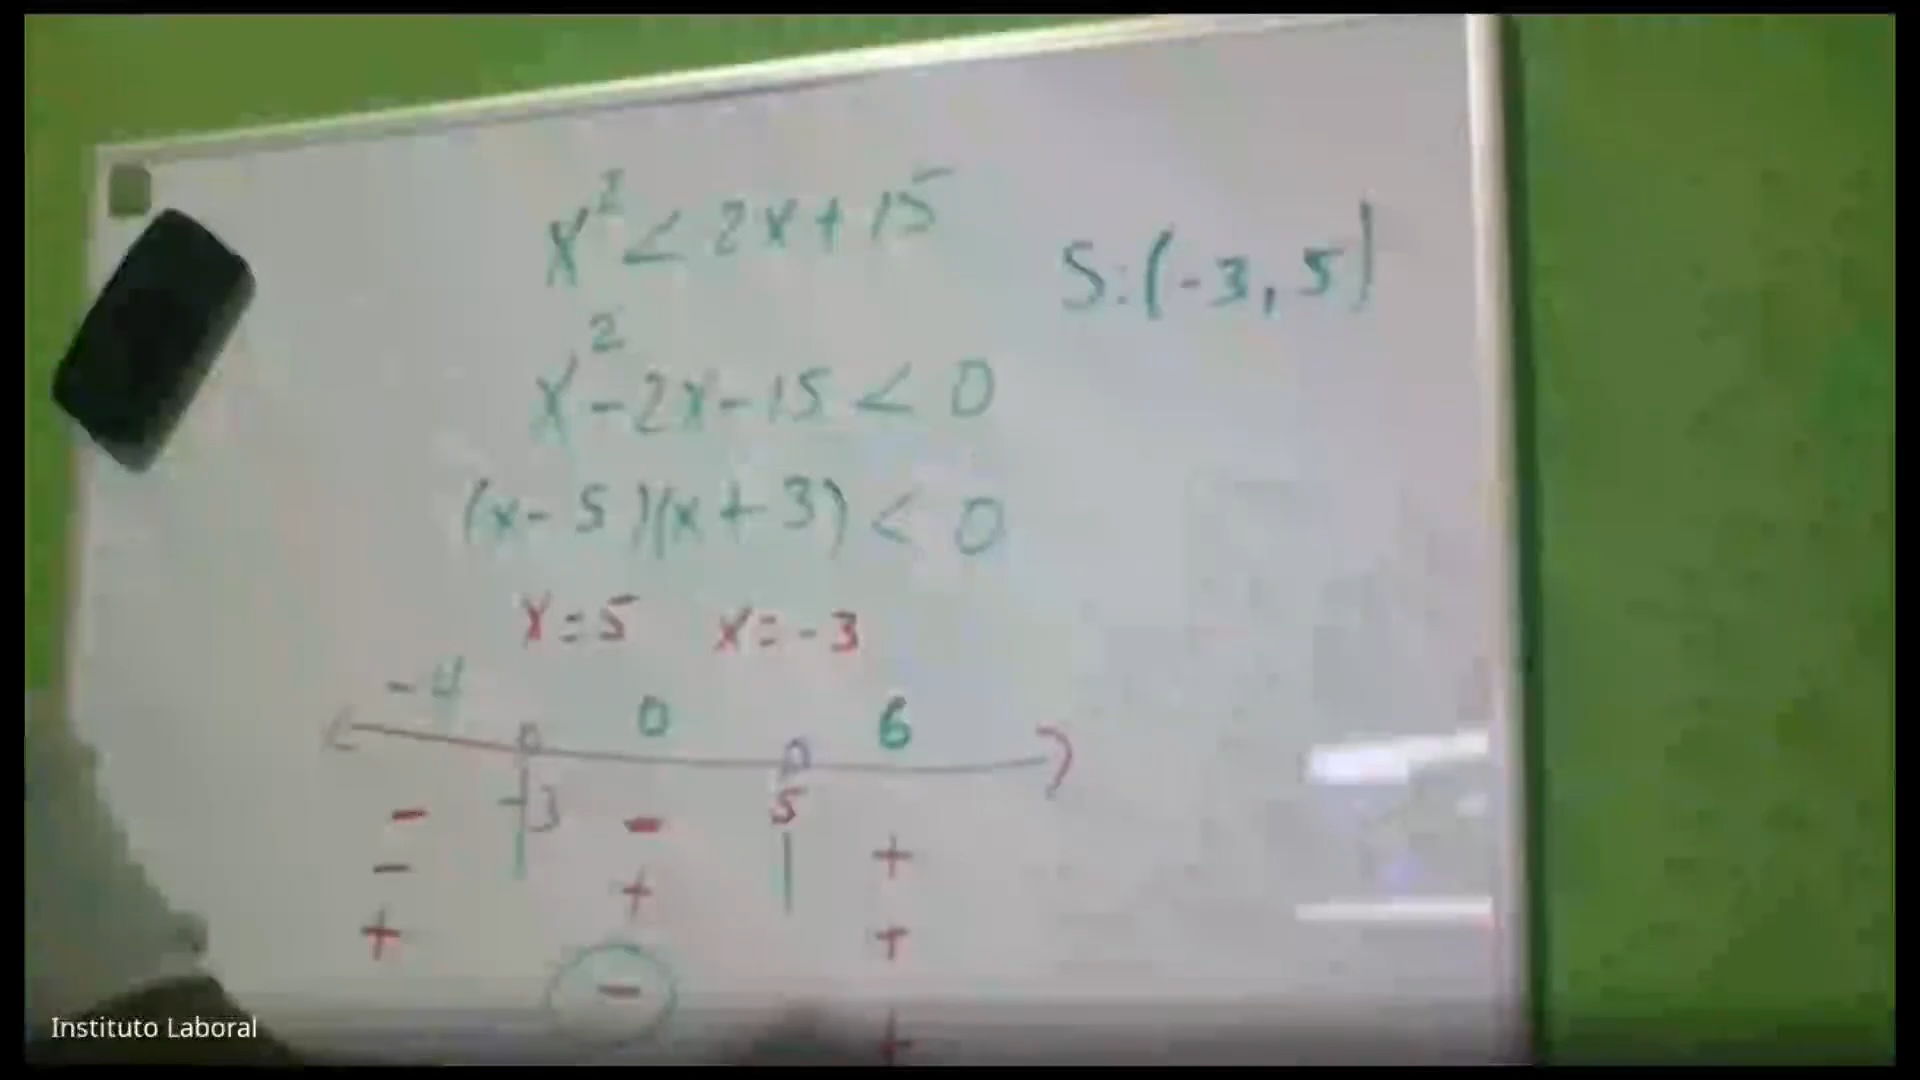 x² < 2x + 15
S: (-3, 5)
x² - 2x - 15 < 0
(x - 5)(x + 3) < 0
x = 5   x = -3
-4   0   6
-3   5
-   -   +
-   +   +
+   -   +
Instituto Laboral